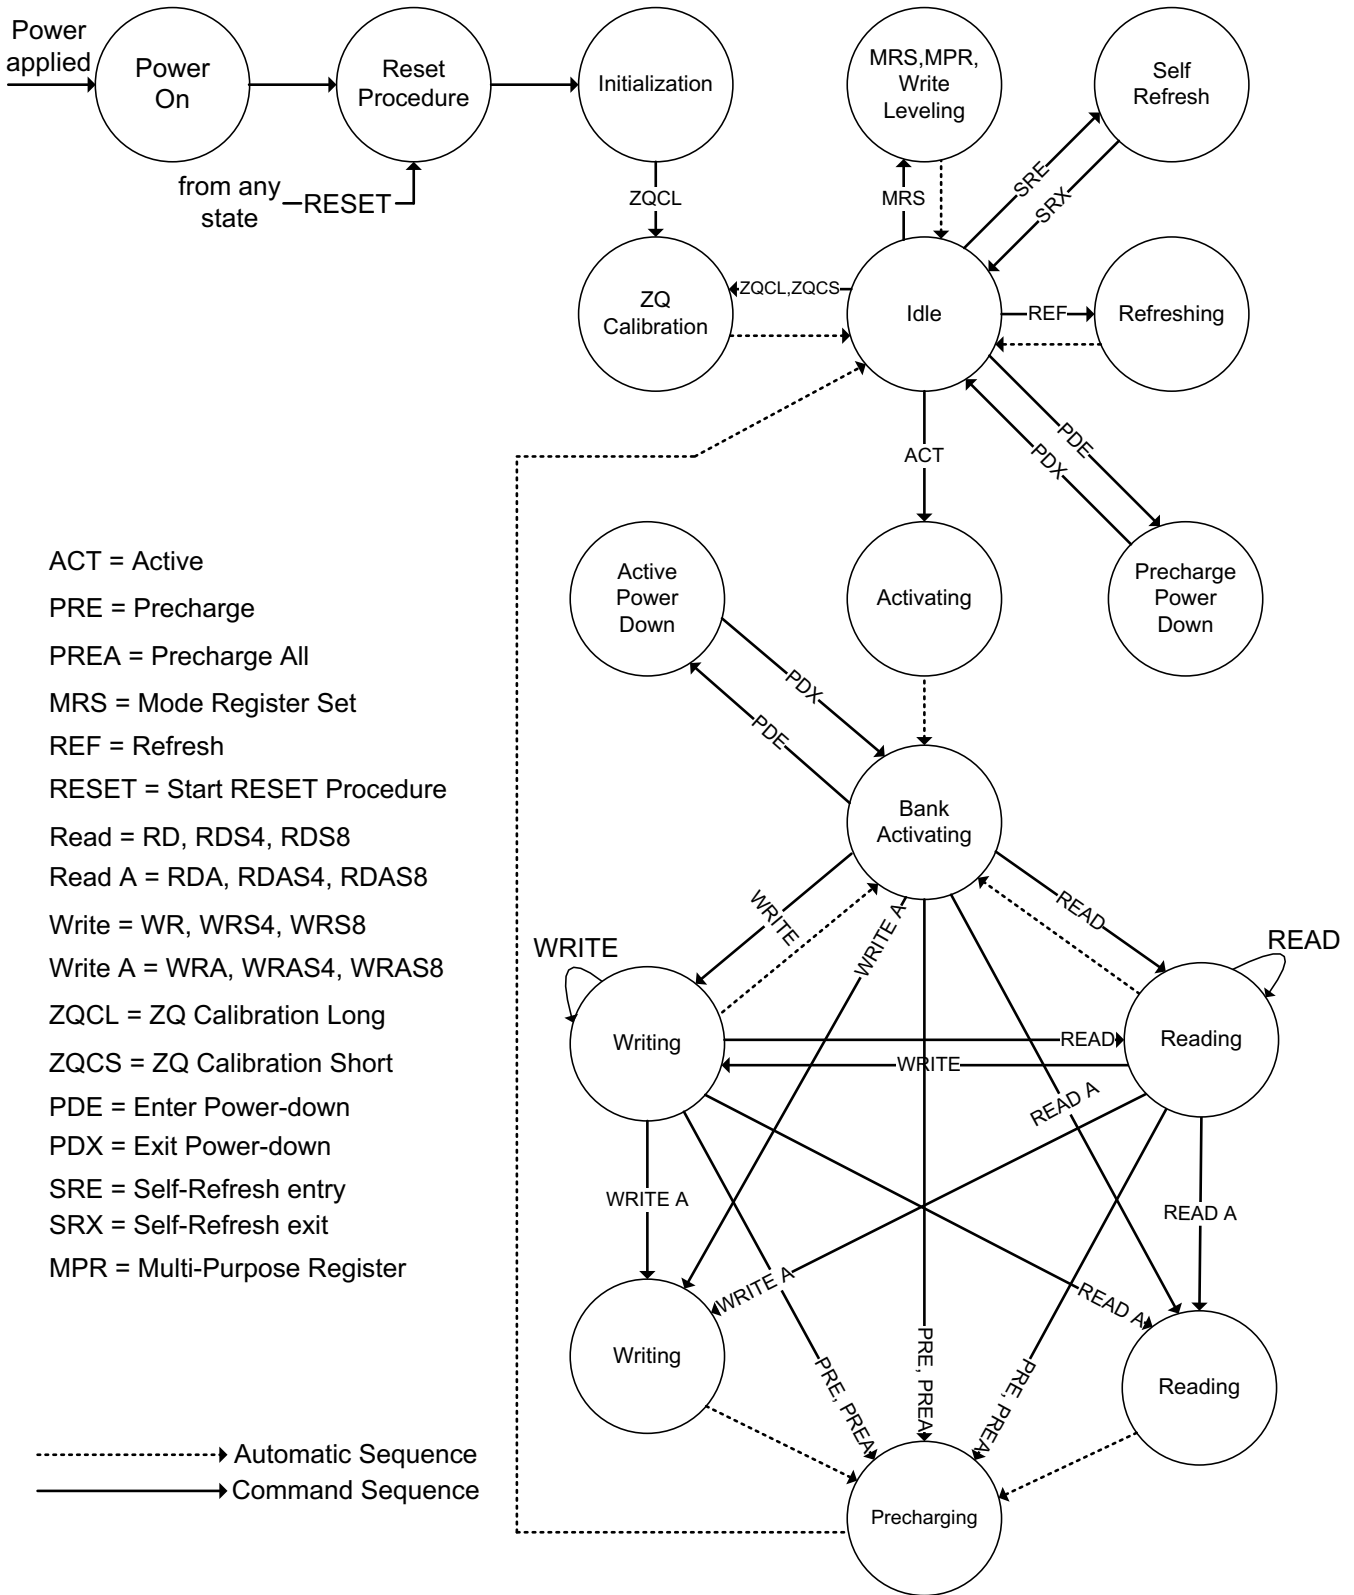 Power
applied
Power
On
Reset
Procedure
Initialization
MRS,MPR,
Write
Leveling
Self
Refresh
from any
state
RESET
ZQCL
MRS
SRE
SRX
ZQ
Calibration
ZQCL,ZQCS
Idle
REF
Refreshing
ACT
PDE
PDX
Active
Power
Down
Activating
Precharge
Power
Down
PDX
PDE
Bank
Activating
ACT = Active
PRE = Precharge
PREA = Precharge All
MRS = Mode Register Set
REF = Refresh
RESET = Start RESET Procedure
Read = RD, RDS4, RDS8
Read A = RDA, RDAS4, RDAS8
Write = WR, WRS4, WRS8
Write A = WRA, WRAS4, WRAS8
ZQCL = ZQ Calibration Long
ZQCS = ZQ Calibration Short
PDE = Enter Power-down
PDX = Exit Power-down
SRE = Self-Refresh entry
SRX = Self-Refresh exit
MPR = Multi-Purpose Register
WRITE
WRITE A
READ
WRITE
READ
Writing
READ
WRITE
Reading
READ A
WRITE A
READ A
WRITE A
READ A
Writing
PRE, PREA
PRE, PREA
PRE, PREA
Reading
Precharging
Automatic Sequence
Command Sequence